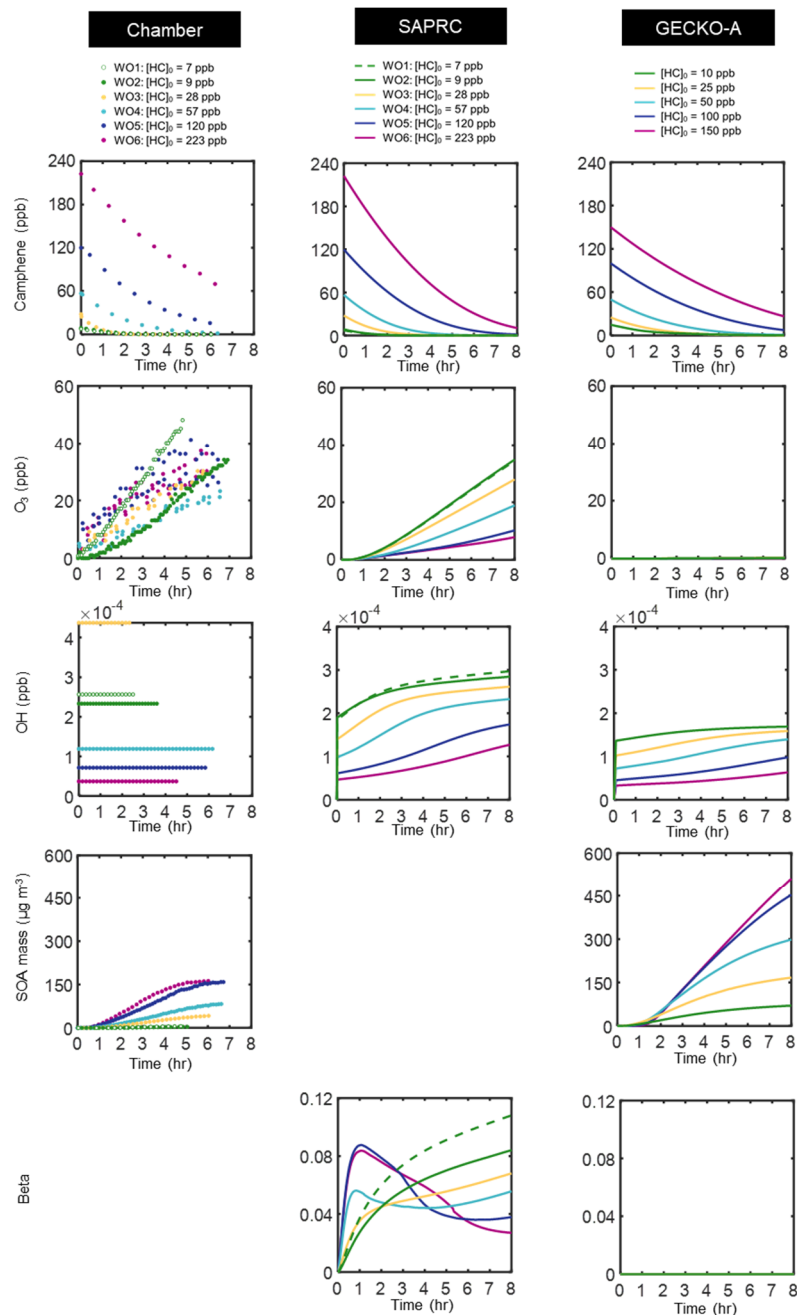 Chamber
SAPRC
GECKO-A
WO1: [HC]₀ = 7 ppb
WO2: [HC]₀ = 9 ppb
WO3: [HC]₀ = 28 ppb
WO4: [HC]₀ = 57 ppb
WO5: [HC]₀ = 120 ppb
WO6: [HC]₀ = 223 ppb
WO1: [HC]₀ = 7 ppb
WO2: [HC]₀ = 9 ppb
WO3: [HC]₀ = 28 ppb
WO4: [HC]₀ = 57 ppb
WO5: [HC]₀ = 120 ppb
WO6: [HC]₀ = 223 ppb
[HC]₀ = 10 ppb
[HC]₀ = 25 ppb
[HC]₀ = 50 ppb
[HC]₀ = 100 ppb
[HC]₀ = 150 ppb
Camphene (ppb)
240
180
120
60
0
0 1 2 3 4 5 6 7 8
Time (hr)
240
180
120
60
0
0 1 2 3 4 5 6 7 8
Time (hr)
240
180
120
60
0
0 1 2 3 4 5 6 7 8
Time (hr)
O₃ (ppb)
60
40
20
0
0 1 2 3 4 5 6 7 8
Time (hr)
60
40
20
0
0 1 2 3 4 5 6 7 8
Time (hr)
60
40
20
0
0 1 2 3 4 5 6 7 8
Time (hr)
OH (ppb)
×10⁻⁴
4
3
2
1
0
0 1 2 3 4 5 6 7 8
Time (hr)
×10⁻⁴
4
3
2
1
0
0 1 2 3 4 5 6 7 8
Time (hr)
×10⁻⁴
4
3
2
1
0
0 1 2 3 4 5 6 7 8
Time (hr)
SOA mass (µg m⁻³)
600
450
300
150
0
0 1 2 3 4 5 6 7 8
Time (hr)
600
450
300
150
0
0 1 2 3 4 5 6 7 8
Time (hr)
Beta
0.12
0.08
0.04
0
0 1 2 3 4 5 6 7 8
Time (hr)
0.12
0.08
0.04
0
0 1 2 3 4 5 6 7 8
Time (hr)